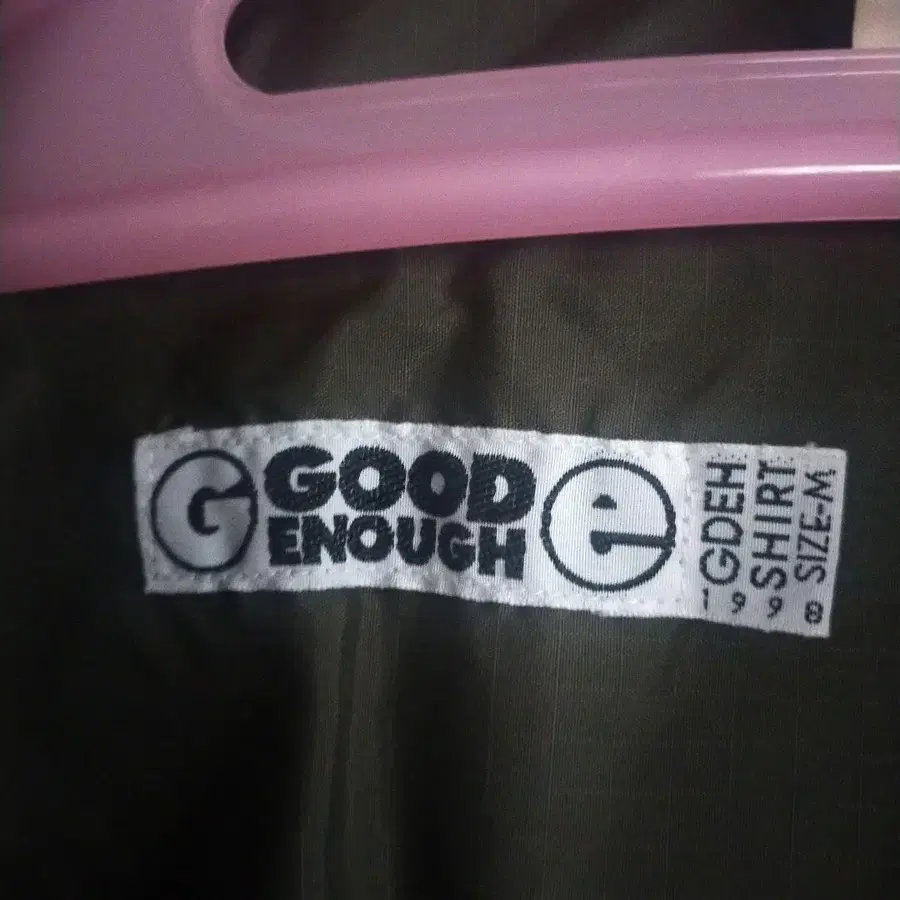 G GOOD e
ENOUGH
GDEH
SHIRT
SIZE-M
1998